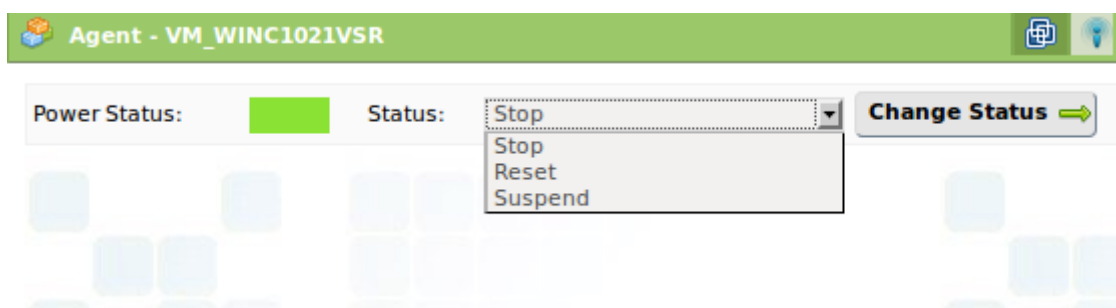 Agent - VM_WINC1021VSR
Power Status: Status: Stop Change Status
Stop
Reset
Suspend